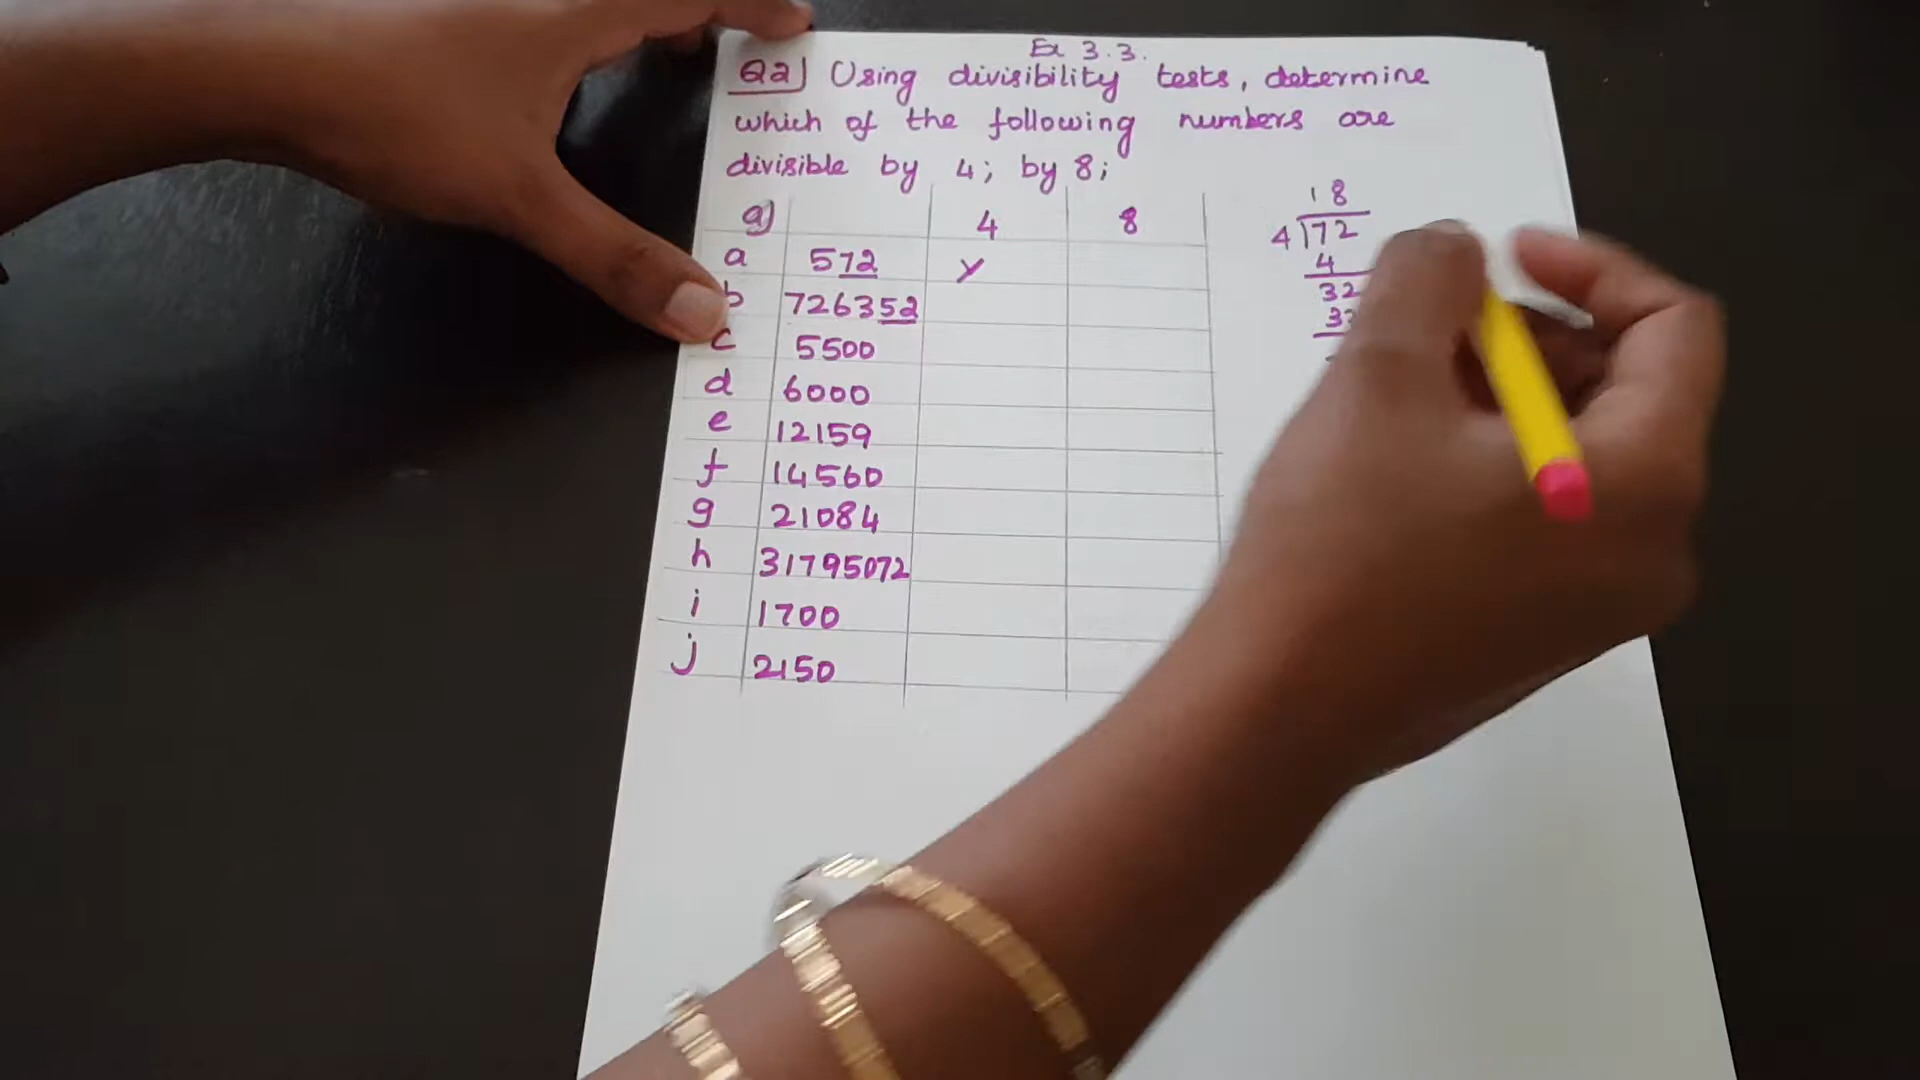 Ex 3.3.
Q2) Using divisibility tests, determine
which of the following numbers are
divisible by 4; by 8;
a) 4 8
a 572 Y
b 726352
c 5500
d 6000
e 12159
f 14560
g 21084
h 31795072
i 1700
j 2150
18
4)72
4
32